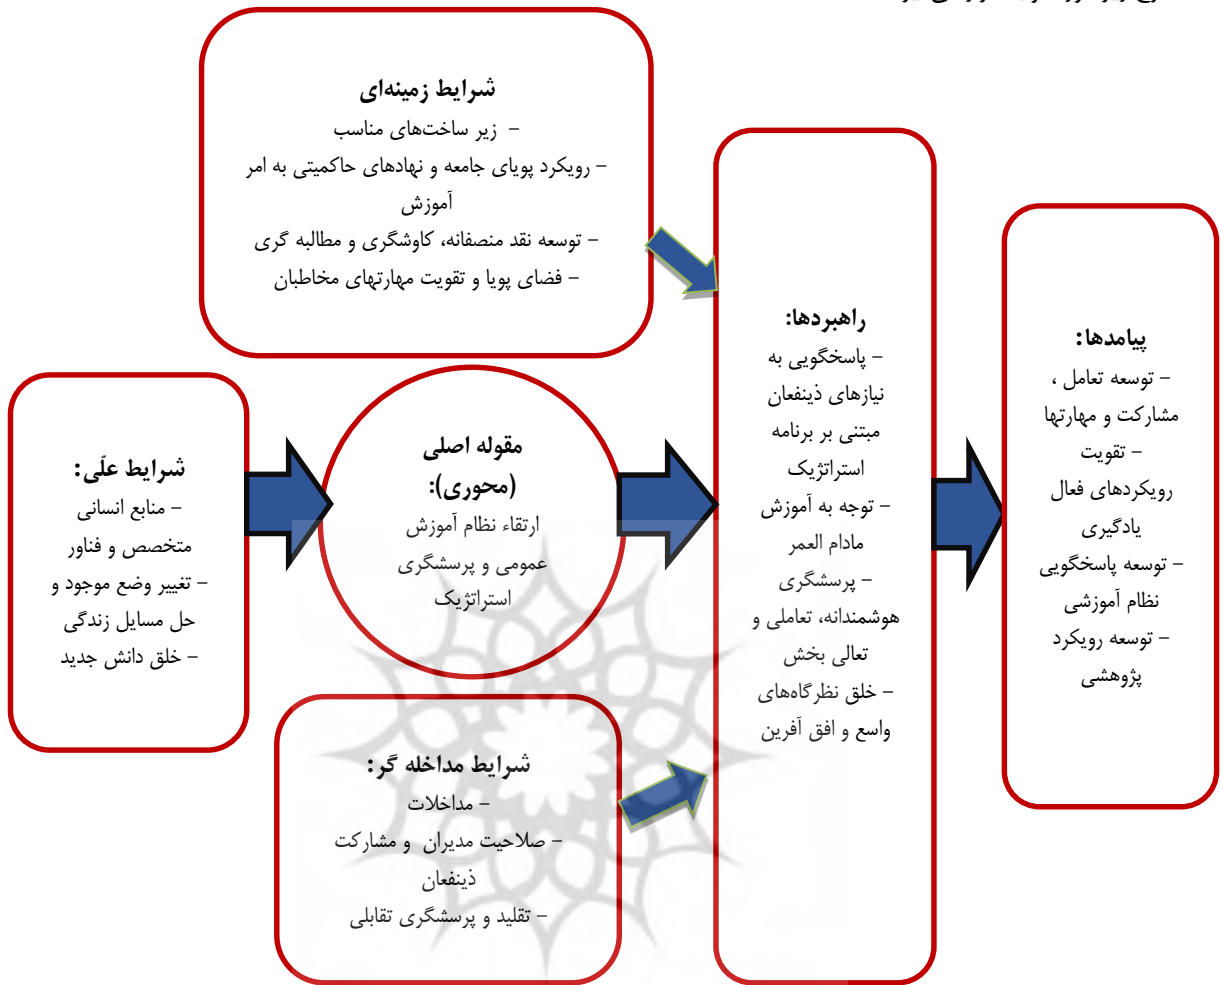 شرایط زمینه‌ای
– زیر ساخت‌های مناسب
– رویکرد پویای جامعه و نهادهای حاکمیتی به امر
آموزش
– توسعه نقد منصفانه، کاوشگری و مطالبه گری
– فضای پویا و تقویت مهارتهای مخاطبان
راهبردها:
– پاسخگویی به
نیازهای ذینفعان
مبتنی بر برنامه
استراتژیک
– توجه به آموزش
مادام العمر
– پرسشگری
هوشمندانه، تعاملی و
تعالی بخش
– خلق نظرگاه‌های
واسع و افق آفرین
پیامدها:
– توسعه تعامل ،
مشارکت و مهارتها
– تقویت
رویکردهای فعال
یادگیری
– توسعه پاسخگویی
نظام آموزشی
– توسعه رویکرد
پژوهشی
مقوله اصلی
(محوری):
ارتقاء نظام آموزش
عمومی و پرسشگری
استراتژیک
شرایط علّی:
– منابع انسانی
متخصص و فناور
– تغییر وضع موجود و
حل مسایل زندگی
– خلق دانش جدید
شرایط مداخله گر:
– مداخلات
– صلاحیت مدیران و مشارکت
ذینفعان
– تقلید و پرسشگری تقابلی